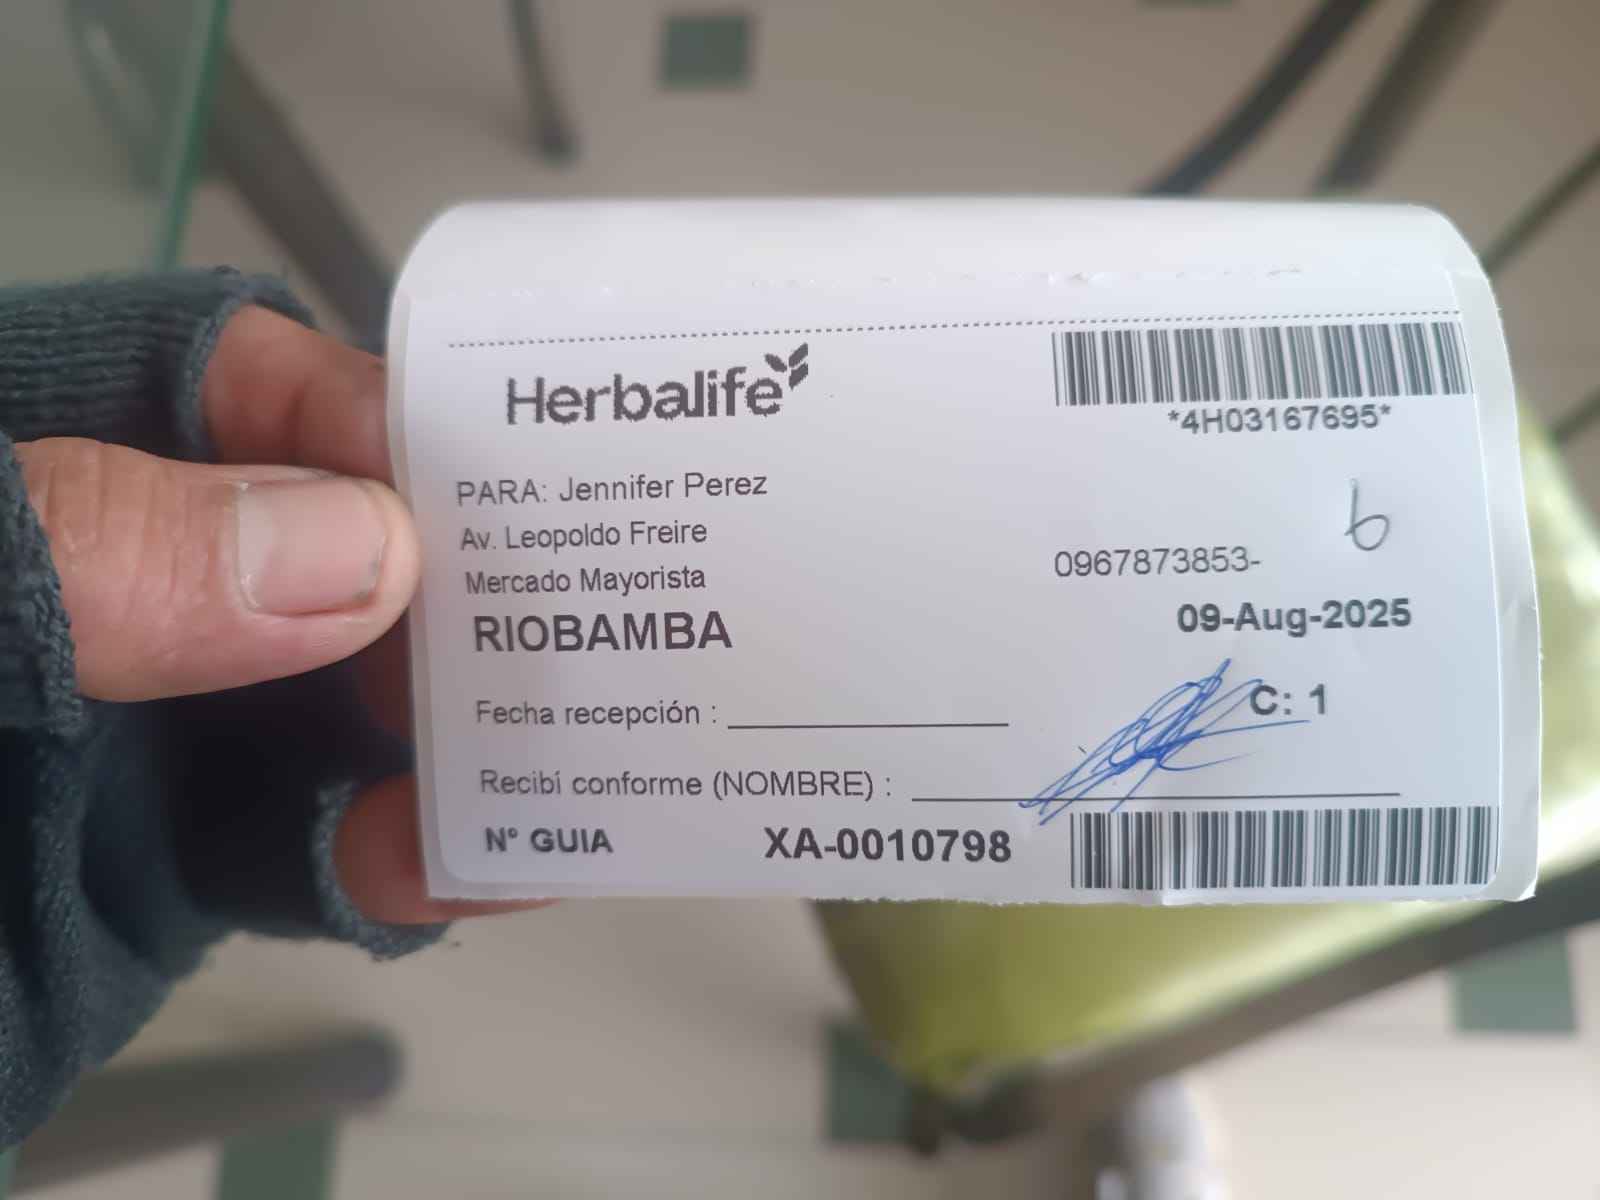 Herbalife
*4H03167695*
PARA: Jennifer Perez
Av. Leopoldo Freire
Mercado Mayorista
0967873853-
b
RIOBAMBA
09-Aug-2025
C: 1
Fecha recepción :
Recibí conforme (NOMBRE) :
N° GUIA XA-0010798